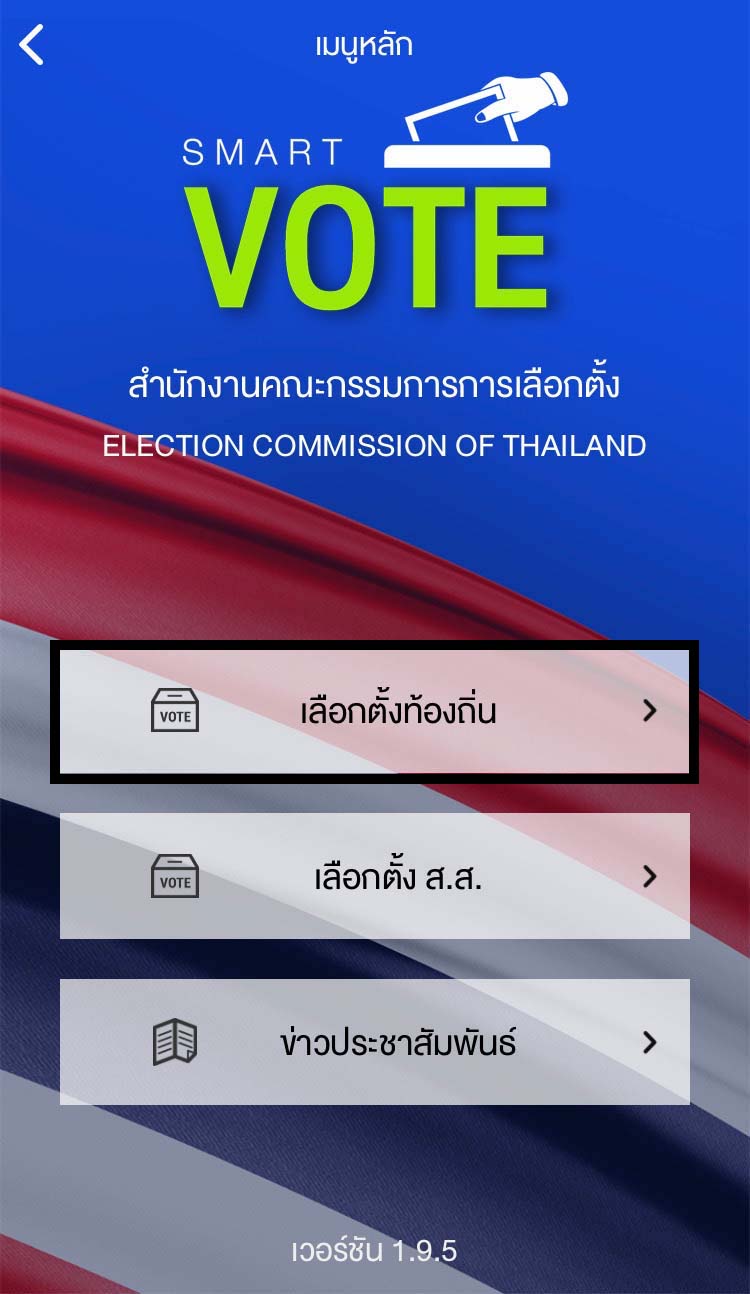 เมนูหลัก
SMART
VOTE
สำนักงานคณะกรรมการการเลือกตั้ง
ELECTION COMMISSION OF THAILAND
VOTE เลือกตั้งท้องถิ่น
VOTE เลือกตั้ง ส.ส.
ข่าวประชาสัมพันธ์
เวอร์ชัน 1.9.5